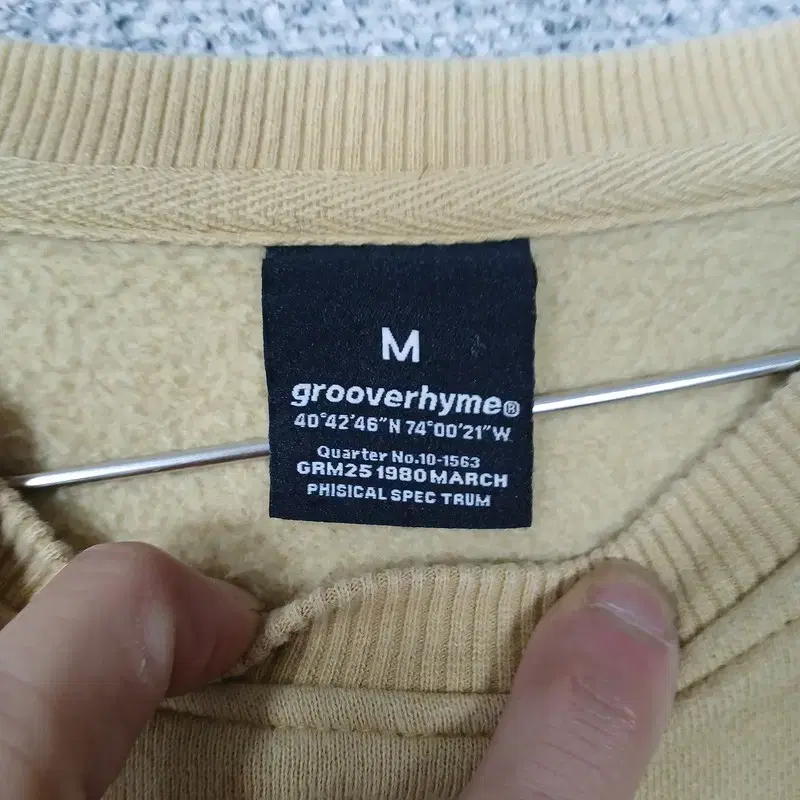 M
grooverhyme®
40°42'46"N 74°00'21"W
Quarter No.10-1563
GRM25 1980 MARCH
PHISICAL SPEC TRUM